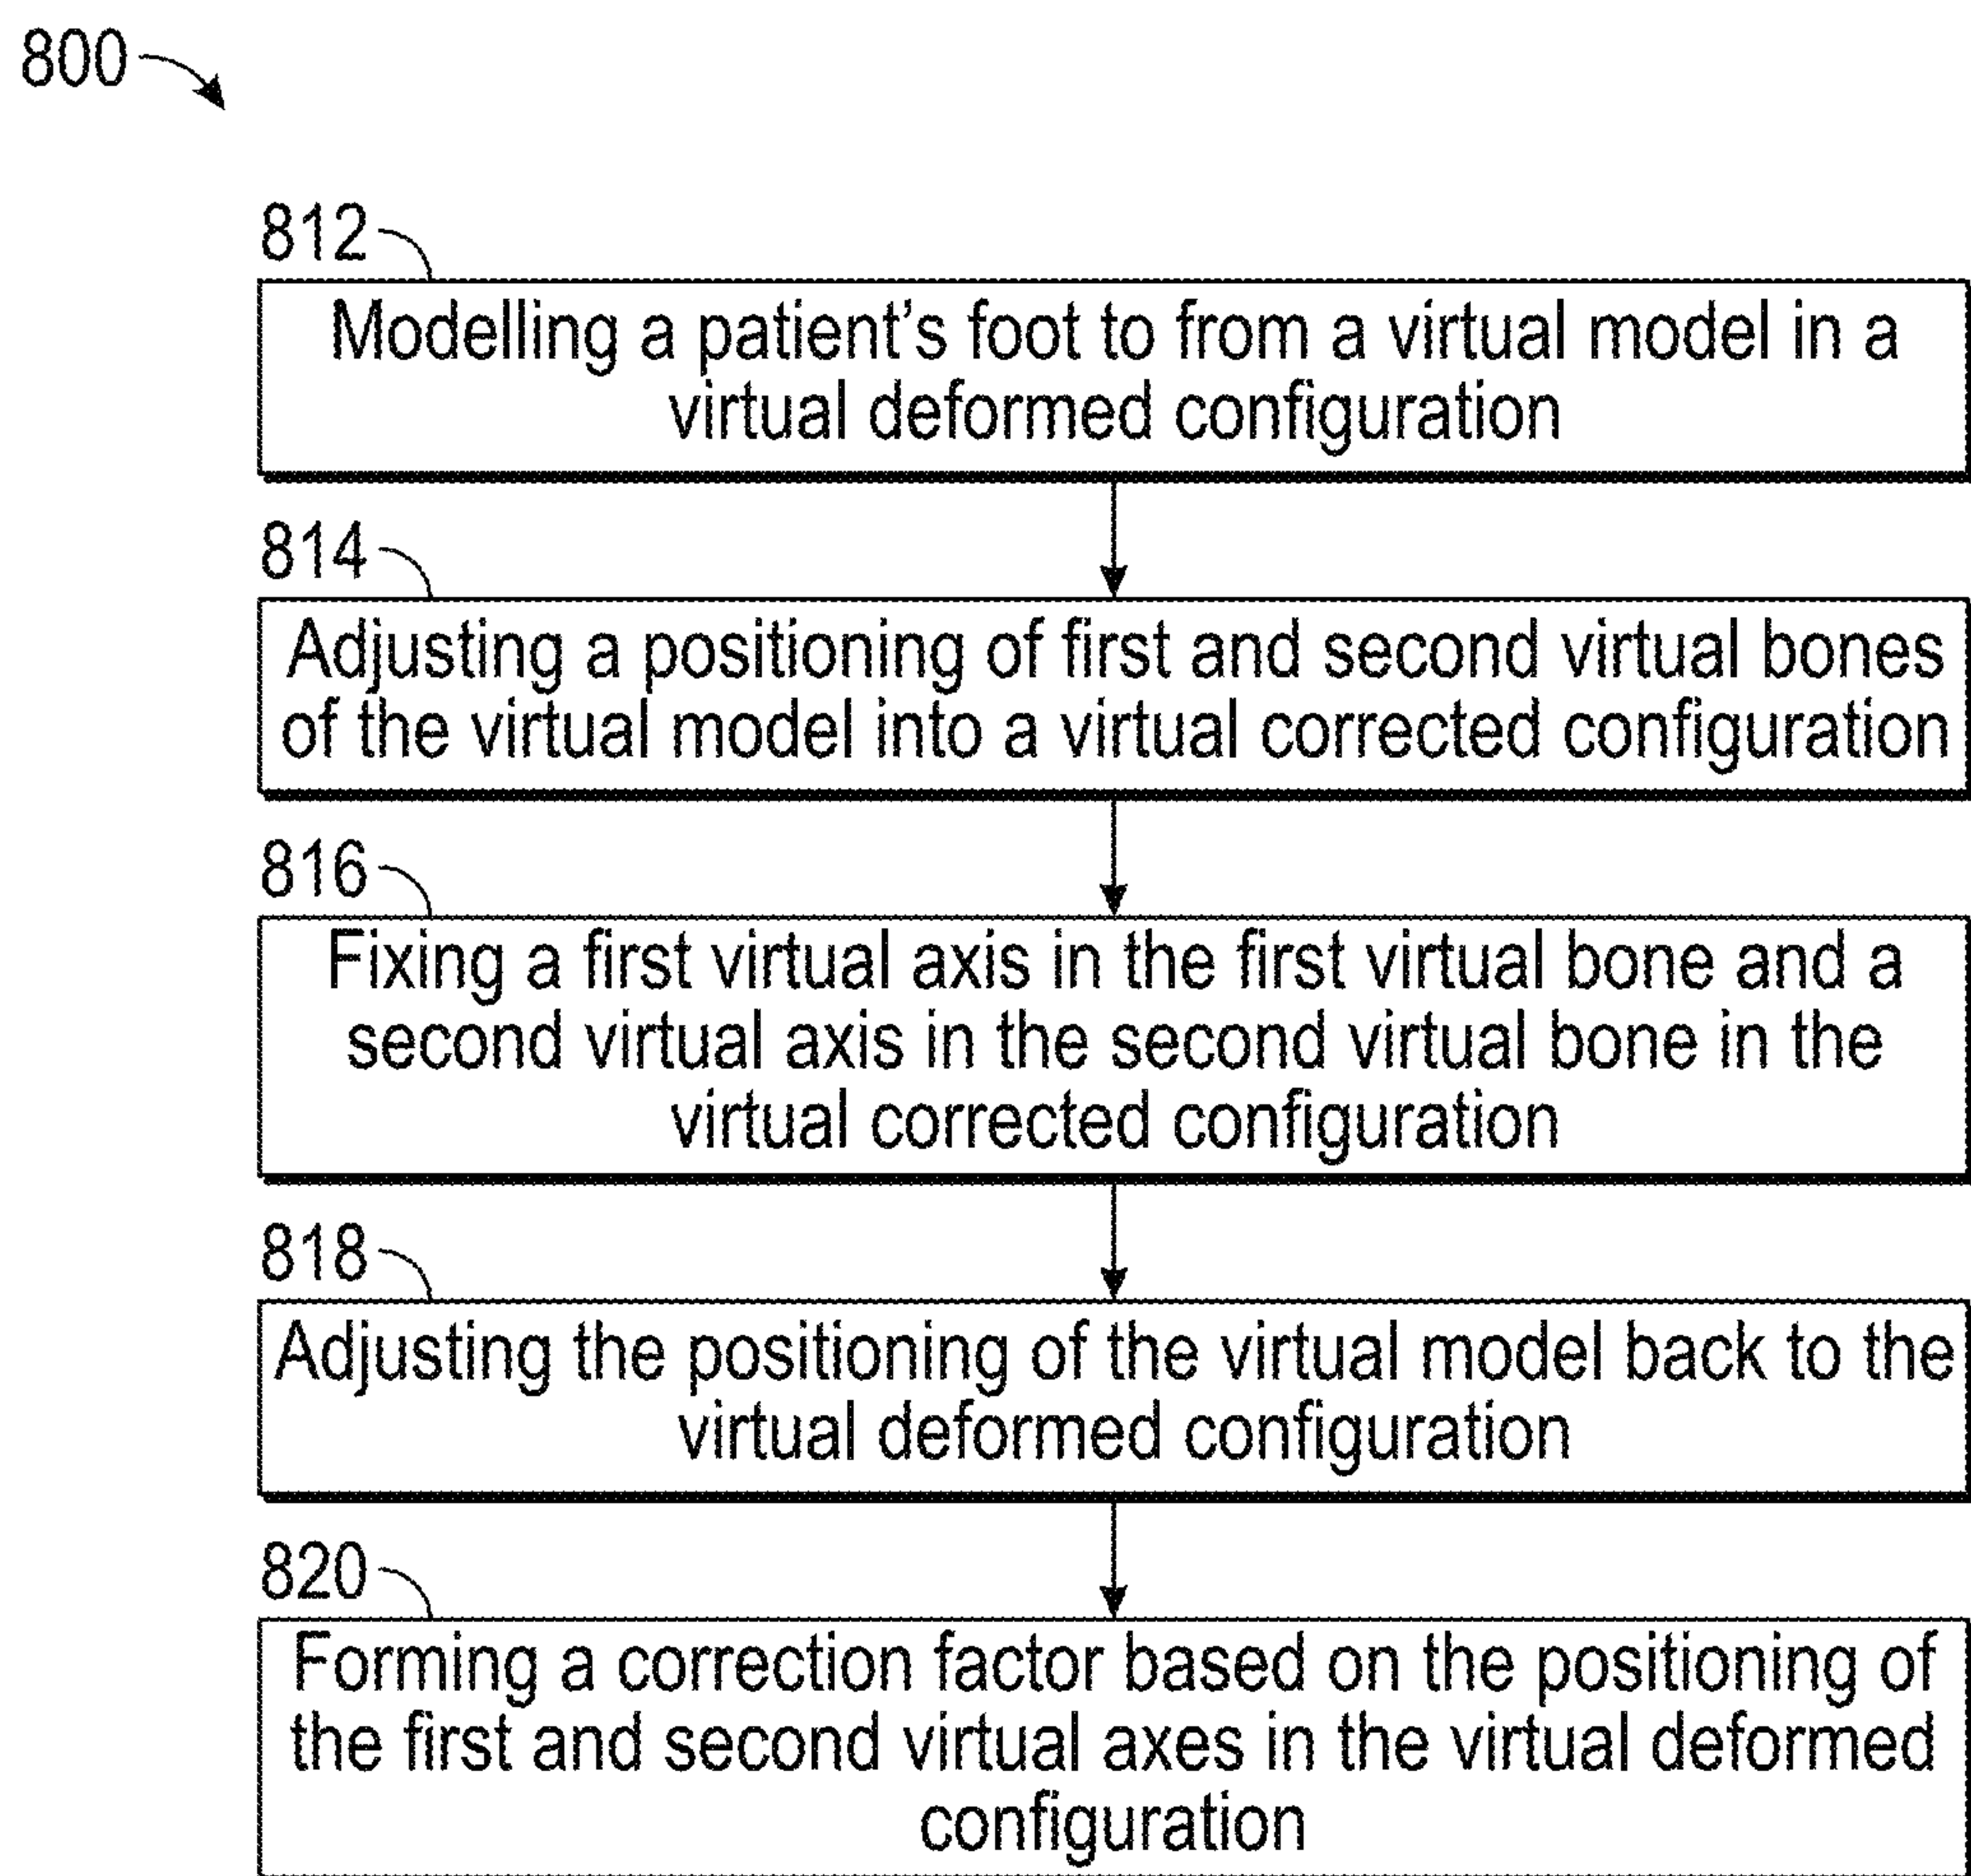 800
812
Modelling a patient's foot to from a virtual model in a
virtual deformed configuration
814
Adjusting a positioning of first and second virtual bones
of the virtual model into a virtual corrected configuration
816
Fixing a first virtual axis in the first virtual bone and a
second virtual axis in the second virtual bone in the
virtual corrected configuration
818
Adjusting the positioning of the virtual model back to the
virtual deformed configuration
820
Forming a correction factor based on the positioning of
the first and second virtual axes in the virtual deformed
configuration